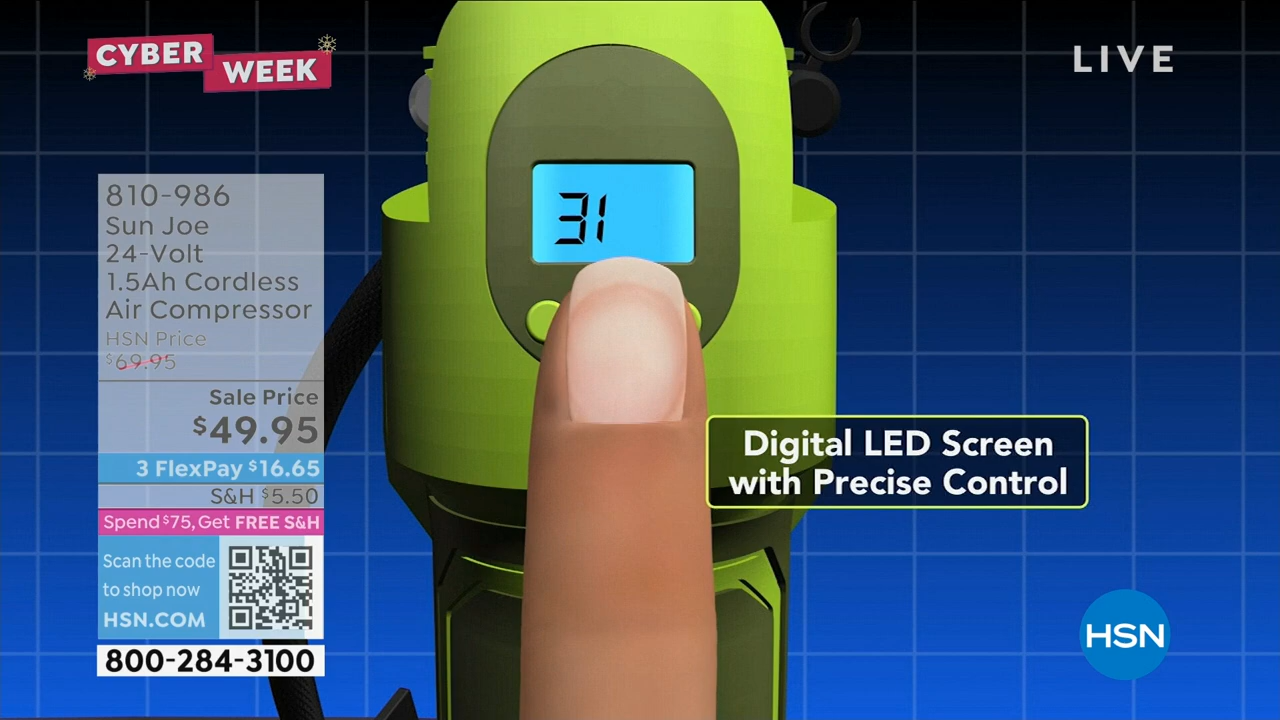 CYBER
WEEK
LIVE
810-986
Sun Joe
24-Volt
1.5Ah Cordless
Air Compressor
HSN Price
$69.95
Sale Price
$49.95
3 FlexPay $16.65
S&H $5.50
Spend $75, Get FREE S&H
Scan the code
to shop now
HSN.COM
800-284-3100
31
Digital LED Screen
with Precise Control
HSN